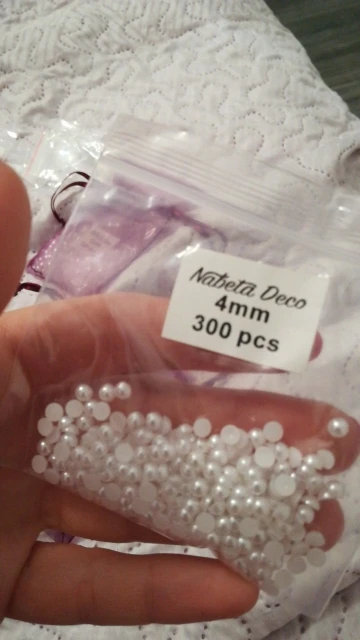 Nabeta Deco
4mm
300 pcs